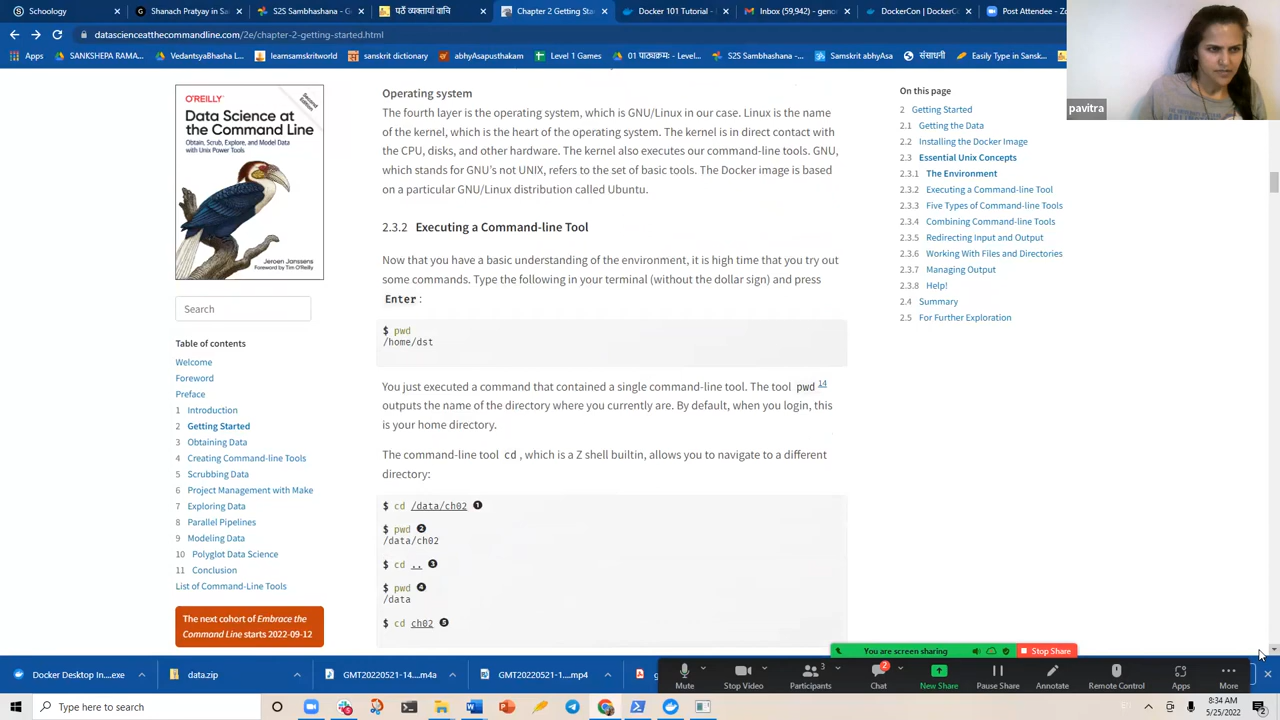 S2Schoology
Ghana Pratyay in Sans
S2S Participants - G
पठेँ व्यक्तायां वाचि
Chapter 2 Getting Sta
Docker 101 Tutorial -
Inbox (59,942) - geno
DockerCon | DockerCo
Post Attendee - Zo
datascienceatthecommandline.com/2e/chapter-2-getting-started.html
Apps
SANKSHEPA RAMA...
VedantsyaBhasha L...
learnsamskritworld
dictionary
abhyAsaputhakam
Level 1 Games
01 पाठ्यक्रमः - L...
S2S Sambhashana -...
Samskrit abhyAsa
संसाधनी
Easily Type in Sansk...
pavitra
O'REILLY
Second Edition
Data Science at
the Command Line
Obtain, Scrub, Explore, and Model Data
with Unix Power Tools
Jeroen Janssens
Foreword by Tim O'Reilly
Search
Table of contents
Welcome
Foreword
Preface
1 Introduction
2 Getting Started
3 Obtaining Data
4 Creating Command-line Tools
5 Scrubbing Data
6 Project Management with Make
7 Exploring Data
8 Parallel Pipelines
9 Modeling Data
10 Polyglot Data Science
11 Conclusion
List of Command-Line Tools
The next cohort of Embrace the
Command Line starts 2022-09-12
Operating system
The fourth layer is the operating system, which is GNU/Linux in our case. Linux is the name
of the kernel, which is the heart of the operating system. The kernel is in direct contact with
the CPU, disks, and other hardware. The kernel also executes our command-line tools. GNU,
which stands for GNU's not UNIX, refers to the set of basic tools. The Docker image is based
on a particular GNU/Linux distribution called Ubuntu.
2.3.2 Executing a Command-line Tool
Now that you have a basic understanding of the environment, it is high time that you try out
some commands. Type the following in your terminal (without the dollar sign) and press
Enter :
$ pwd
/home/dst
You just executed a command that contained a single command-line tool. The tool pwd 14
outputs the name of the directory where you currently are. By default, when you login, this
is your home directory.
The command-line tool cd , which is a Z shell builtin, allows you to navigate to a different
directory:
$ cd /data/ch02 ❶
$ pwd ❷
/data/ch02
$ cd .. ❸
$ pwd ❹
/data
$ cd ch02 ❺
On this page
2 Getting Started
2.1 Getting the Data
2.2 Installing the Docker Image
2.3 Essential Unix Concepts
2.3.1 The Environment
2.3.2 Executing a Command-line Tool
2.3.3 Five Types of Command-line Tools
2.3.4 Combining Command-line Tools
2.3.5 Redirecting Input and Output
2.3.6 Working With Files and Directories
2.3.7 Managing Output
2.3.8 Help!
2.4 Summary
2.5 For Further Exploration
You are screen sharing
Stop Share
Docker Desktop In....exe
data.zip
GMT20220521-14....m4a
GMT20220521-....mp4
Mute
Stop Video
3
Participants
2
Chat
New Share
Pause Share
Annotate
Remote Control
Apps
More
Type here to search
8:34 AM
5/25/2022
2